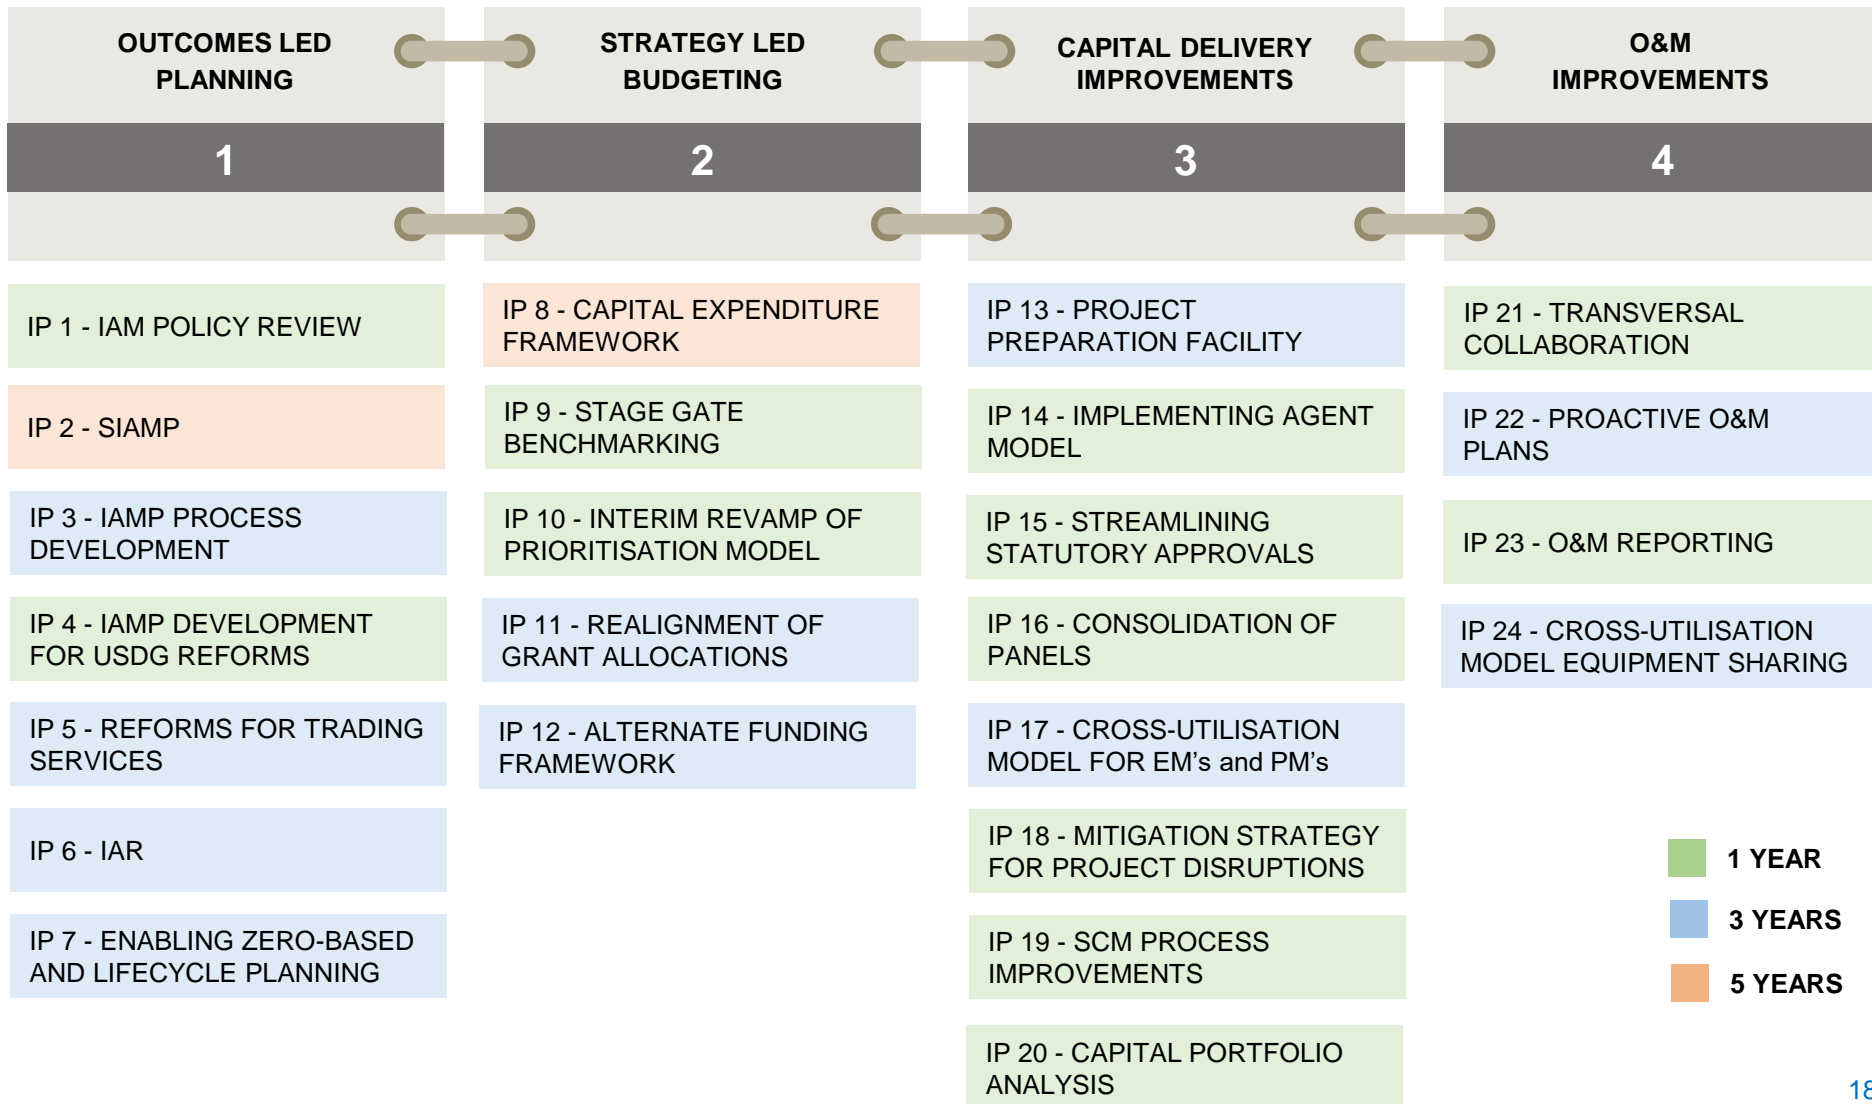 OUTCOMES LED
PLANNING
1
IP 1 - IAM POLICY REVIEW
IP 2 - SIAMP
IP 3 - IAMP PROCESS
DEVELOPMENT
IP 4 - IAMP DEVELOPMENT
FOR USDG REFORMS
IP 5 - REFORMS FOR TRADING
SERVICES
IP 6 - IAR
IP 7 - ENABLING ZERO-BASED
AND LIFECYCLE PLANNING
STRATEGY LED
BUDGETING
2
IP 8 - CAPITAL EXPENDITURE
FRAMEWORK
IP 9 - STAGE GATE
BENCHMARKING
IP 10 - INTERIM REVAMP OF
PRIORITISATION MODEL
IP 11 - REALIGNMENT OF
GRANT ALLOCATIONS
IP 12 - ALTERNATE FUNDING
FRAMEWORK
CAPITAL DELIVERY
IMPROVEMENTS
3
IP 13 - PROJECT
PREPARATION FACILITY
IP 14 - IMPLEMENTING AGENT
MODEL
IP 15 - STREAMLINING
STATUTORY APPROVALS
IP 16 - CONSOLIDATION OF
PANELS
IP 17 - CROSS-UTILISATION
MODEL FOR EM’s and PM’s
IP 18 - MITIGATION STRATEGY
FOR PROJECT DISRUPTIONS
IP 19 - SCM PROCESS
IMPROVEMENTS
IP 20 - CAPITAL PORTFOLIO
ANALYSIS
O&M
IMPROVEMENTS
4
IP 21 - TRANSVERSAL
COLLABORATION
IP 22 - PROACTIVE O&M
PLANS
IP 23 - O&M REPORTING
IP 24 - CROSS-UTILISATION
MODEL EQUIPMENT SHARING
1 YEAR
3 YEARS
5 YEARS
18